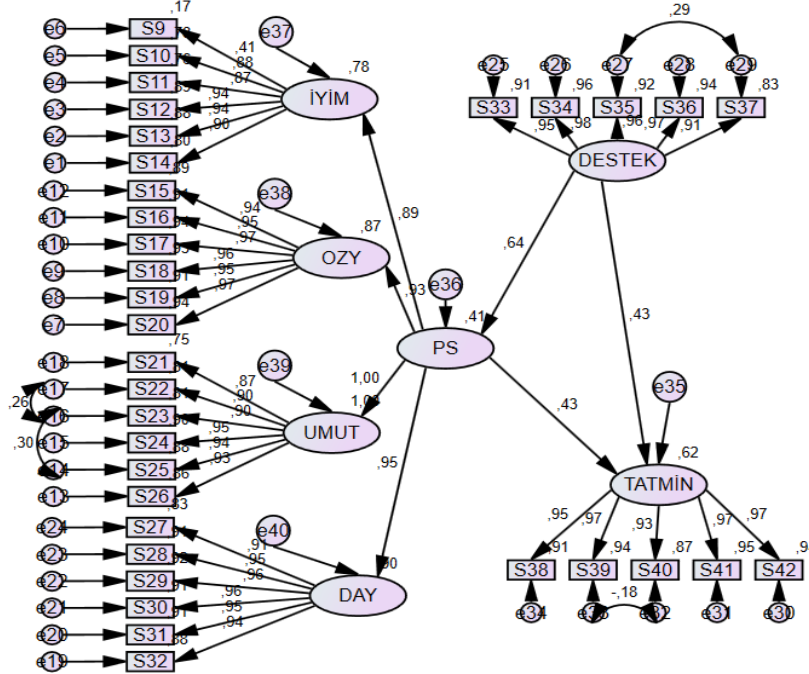 ,17
e6 S9
e5 S10
e4 S11
e3 S12
e2 S13
e1 S14
,41
,88
,87
,94
,94
,90
e37
,78
İYİM
,89
e12 S15
e11 S16
e10 S17
e9 S18
e8 S19
e7 S20
,94
,95
,97
,96
,95
,97
e38
,87
OZY
,89
,93
e36
,41
PS
,75
e18 S21
e17 S22
e16 S23
e15 S24
e14 S25
e13 S26
,26
,30
,87
,90
,90
,95
,94
,93
e39
1,00
UMUT
,83
e24 S27
e23 S28
e22 S29
e21 S30
e20 S31
e19 S32
,91
,95
,96
,96
,95
,94
e40
,95
DAY
,29
e25 e26 e27 e28 e29
,91 ,96 ,92 ,94 ,83
S33 S34 S35 S36 S37
,95 ,98 ,96 ,97 ,91
DESTEK
,64
,43
,43
e35
,62
TATMİN
,95 ,97 ,93 ,97 ,97
,91 ,94 ,87 ,95
S38 S39 S40 S41 S42
-,18
e34 e32 e31 e30